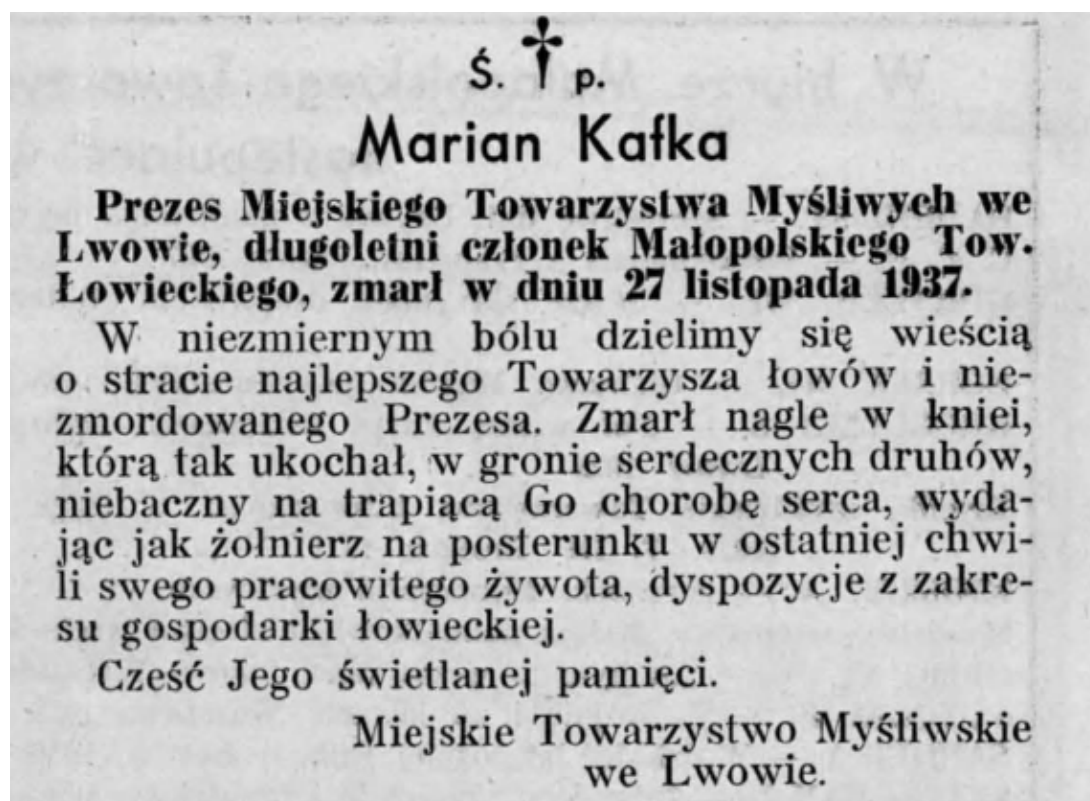 Ś. † p.
Marian Kafka
Prezes Miejskiego Towarzystwa Myśliwych we
Lwowie, długoletni członek Małopolskiego Tow.
Łowieckiego, zmarł w dniu 27 listopada 1937.
W niezmiernym bólu dzielimy się wieścią
o stracie najlepszego Towarzysza łowów i nie-
zmordowanego Prezesa. Zmarł nagle w kniei,
którą tak ukochał, w gronie serdecznych druhów,
niebaczny na trapiącą Go chorobę serca, wyda-
jąc jak żołnierz na posterunku w ostatniej chwi-
li swego pracowitego żywota, dyspozycje z zakre-
su gospodarki łowieckiej.
Cześć Jego świetlanej pamięci.
Miejskie Towarzystwo Myśliwskie
we Lwowie.